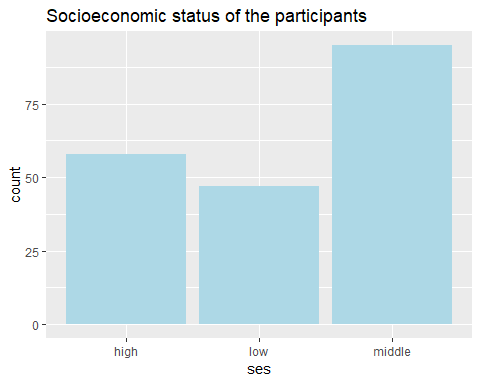 Socioeconomic status of the participants
75
50
25
0
count
high low middle
ses